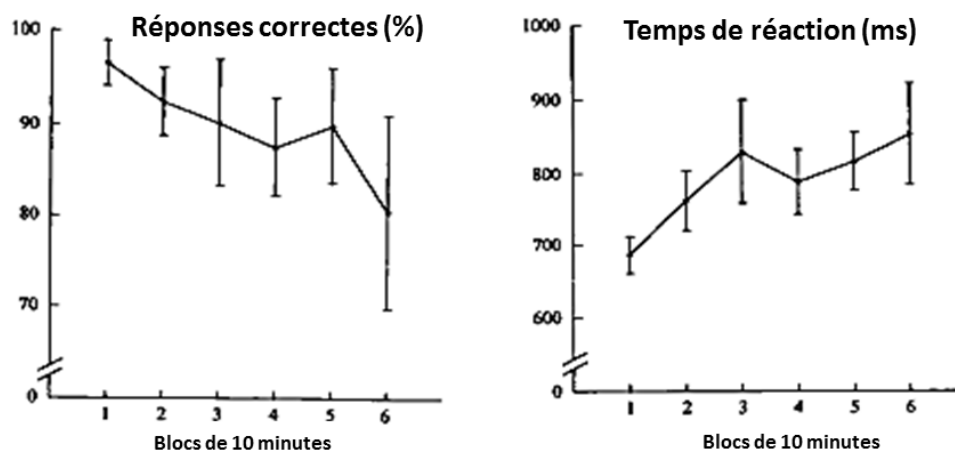 Réponses correctes (%)
100
90
80
70
0
1 2 3 4 5 6
Blocs de 10 minutes
Temps de réaction (ms)
1000
900
800
700
600
0
1 2 3 4 5 6
Blocs de 10 minutes